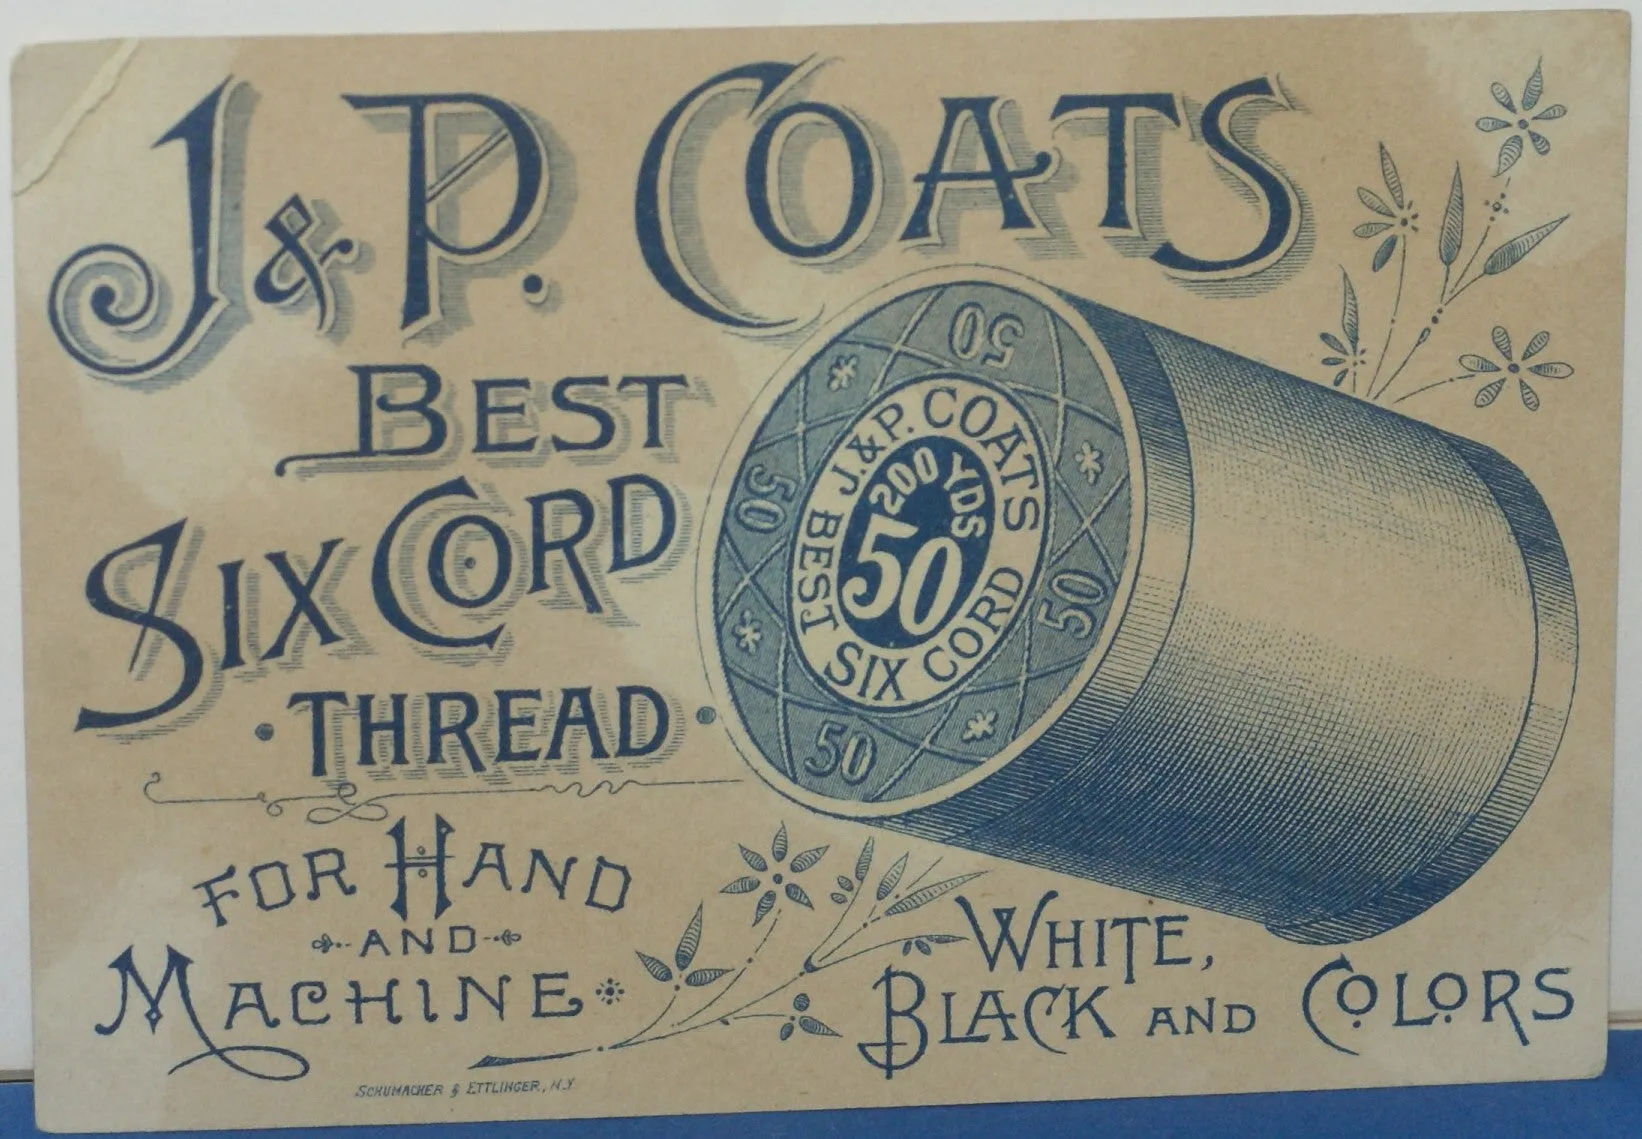 J & P. COATS
BEST
SIX CORD
· THREAD ·
FOR HAND
AND
MACHINE
WHITE,
BLACK AND COLORS
50
50
50
50
J. & P. COATS
BEST SIX CORD
200 YDS
50
SCHUMACHER & ETTLINGER, N.Y.